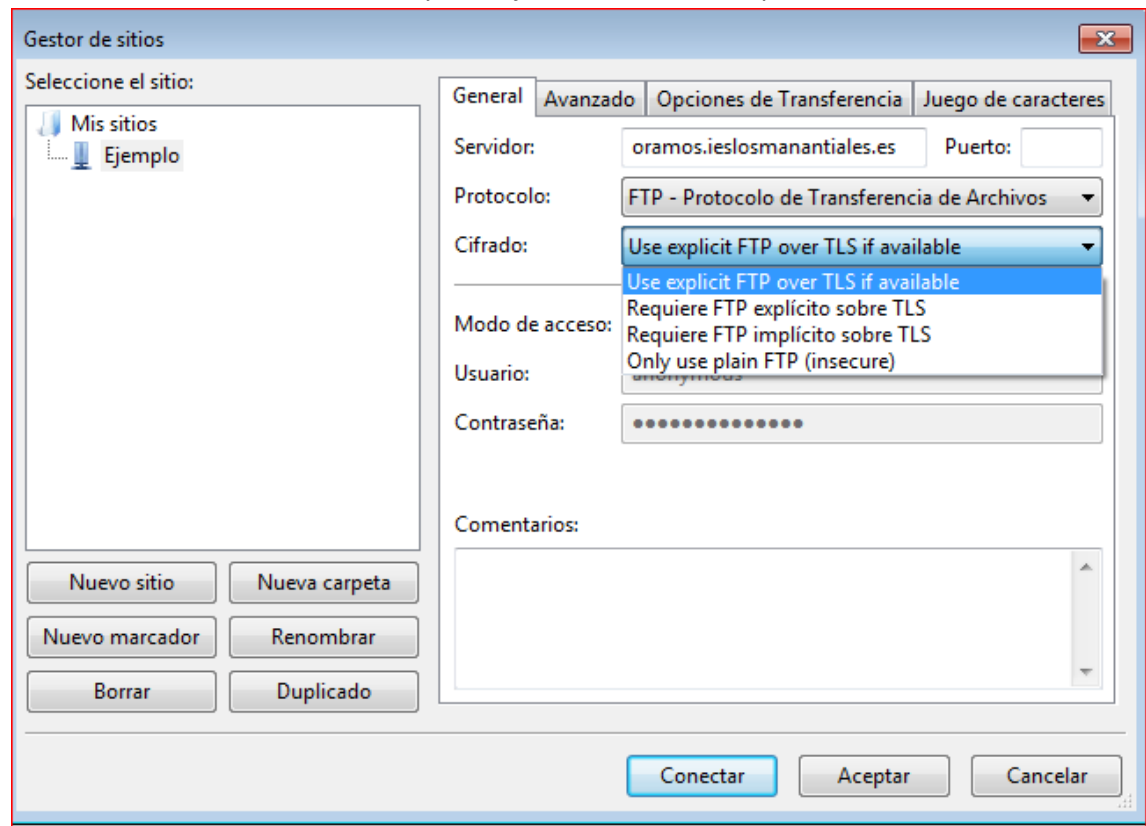 Gestor de sitios
Seleccione el sitio:
Mis sitios
Ejemplo
Nuevo sitio
Nueva carpeta
Nuevo marcador
Renombrar
Borrar
Duplicado
General
Avanzado
Opciones de Transferencia
Juego de caracteres
Servidor:
oramos.ieslosmanantiales.es
Puerto:
Protocolo:
FTP - Protocolo de Transferencia de Archivos
Cifrado:
Use explicit FTP over TLS if available
Use explicit FTP over TLS if available
Requiere FTP explícito sobre TLS
Requiere FTP implícito sobre TLS
Only use plain FTP (insecure)
Modo de acceso:
Usuario:
anonymous
Contraseña:
Comentarios:
Conectar
Aceptar
Cancelar